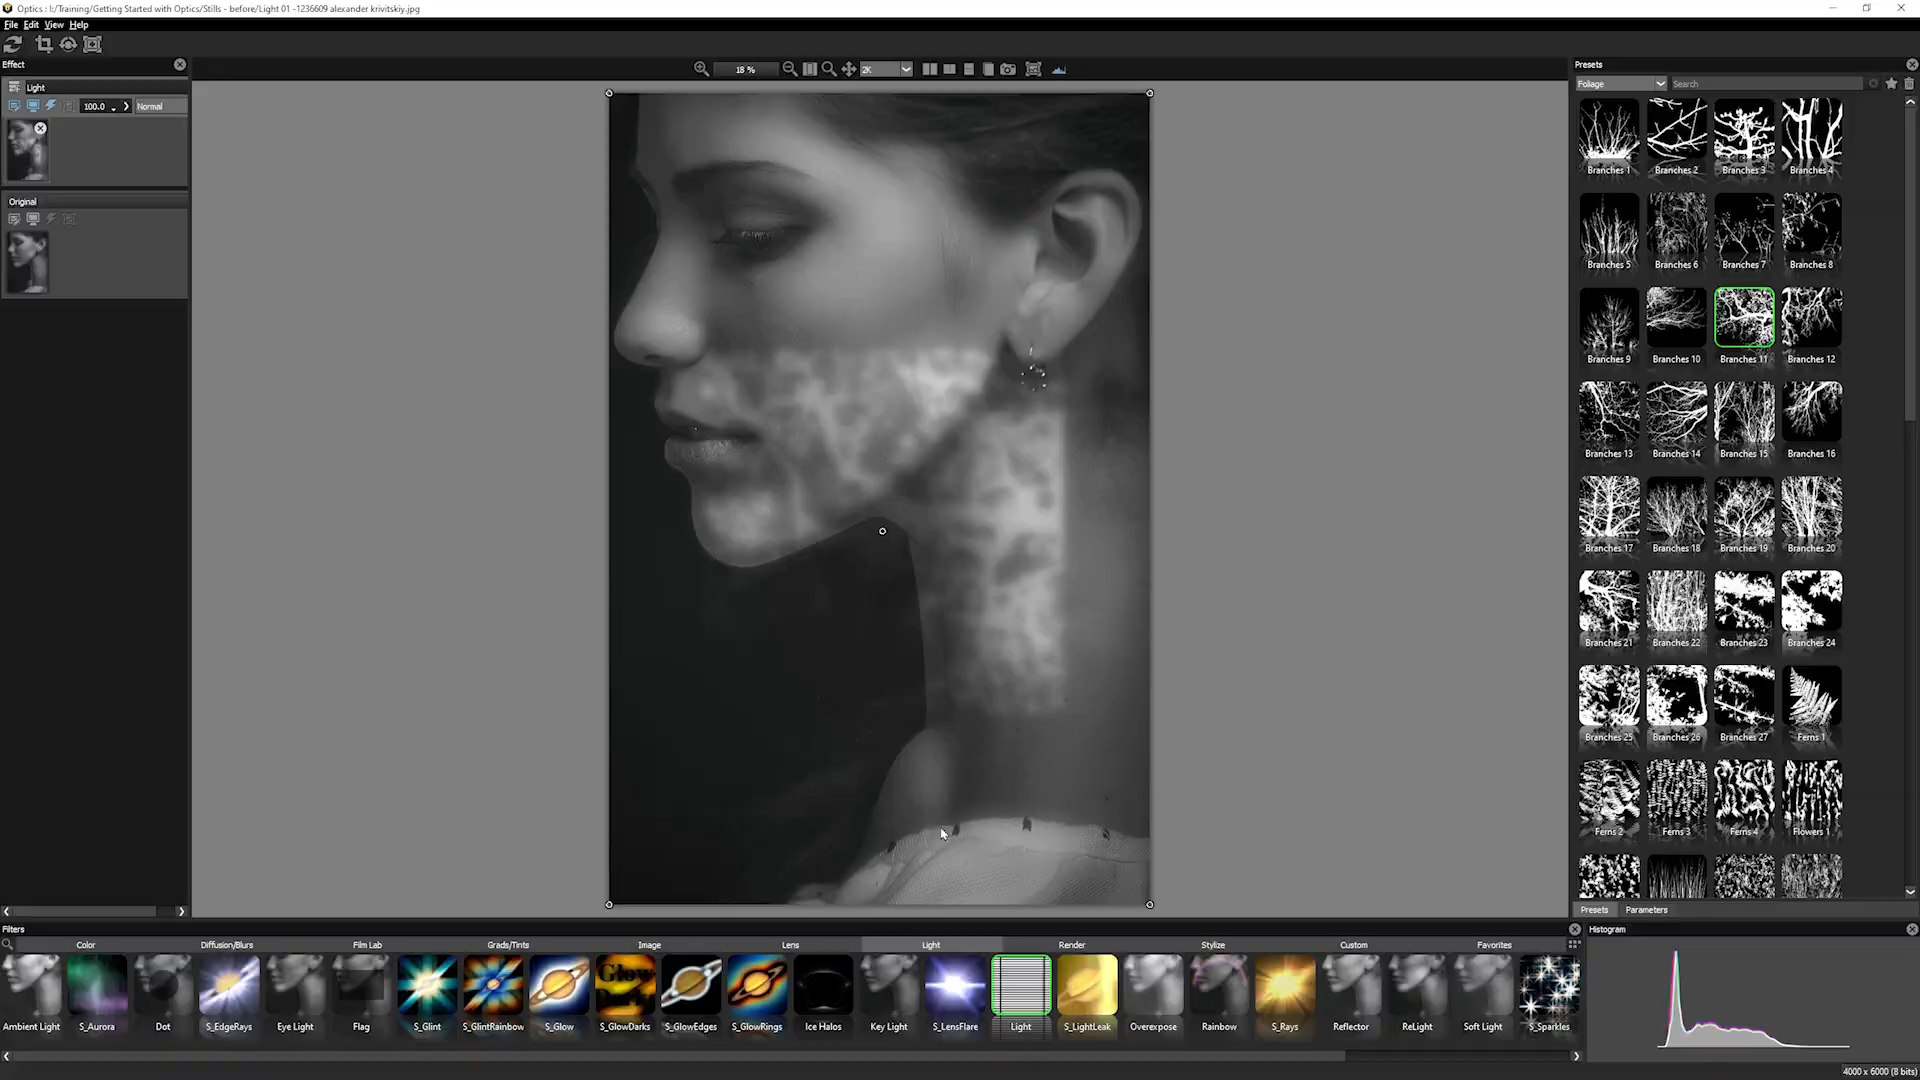 Optics : I:/Training/Getting Started with Optics/Stills - before/Light 01 -1236609 alexander krivitskiy.jpg
File Edit View Help
Effect
Light
100.0 Normal
Original
18 %
2K
Presets
Foliage
Search
Branches 1 Branches 2 Branches 3 Branches 4
Branches 5 Branches 6 Branches 7 Branches 8
Branches 9 Branches 10 Branches 11 Branches 12
Branches 13 Branches 14 Branches 15 Branches 16
Branches 17 Branches 18 Branches 19 Branches 20
Branches 21 Branches 22 Branches 23 Branches 24
Branches 25 Branches 26 Branches 27 Ferns 1
Ferns 2 Ferns 3 Ferns 4 Flowers 1
Presets Parameters
Filters
Color Diffusion/Blurs Film Lab Grads/Tints Image Lens Light Render Stylize Custom Favorites
Glow
Ambient Light S_Aurora Dot S_EdgeRays Eye Light Flag S_Glint S_GlintRainbow S_Glow S_GlowDarks S_GlowEdges S_GlowRings Ice Halos Key Light S_LensFlare Light S_LightLeak Overexpose Rainbow S_Rays Reflector ReLight Soft Light S_Sparkles
Histogram
4000 x 6000 (8 bits)